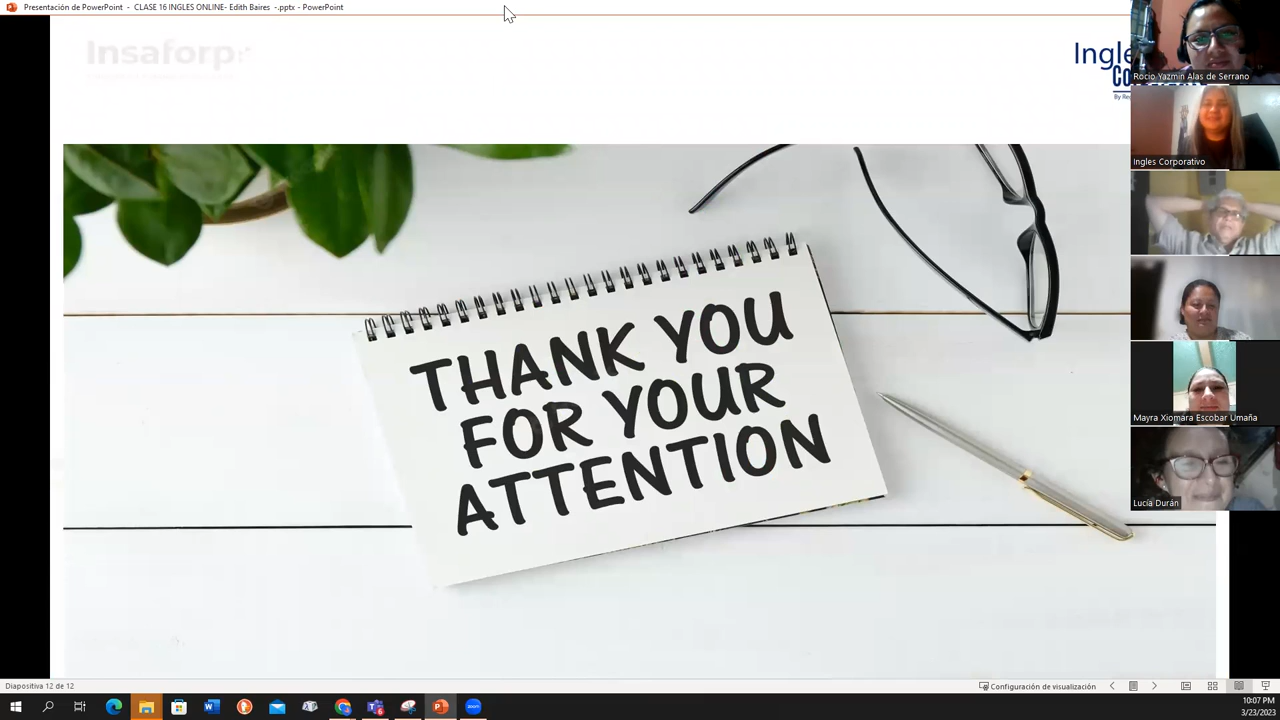 Presentación de PowerPoint - CLASE 16 INGLES ONLINE- Edith Baires -.pptx - PowerPoint
Insaforp
Rocio Yazmin Alas de Serrano
Ingles Corporativo
THANK YOU
FOR YOUR
ATTENTION
Mayra Xiomara Escobar Umaña
Lucía Durán
Diapositiva 12 de 12
Configuración de visualización
10:07 PM
3/23/2023